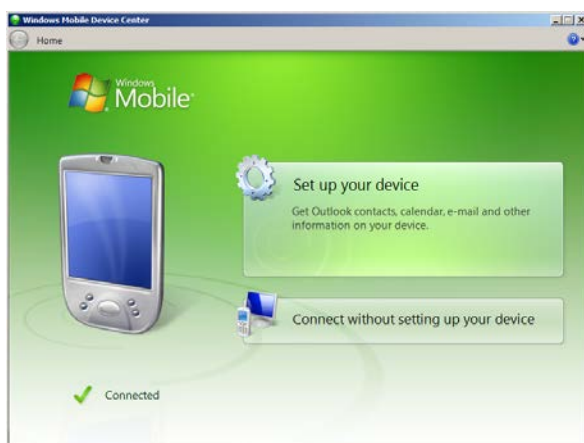 Windows Mobile Device Center
Home
Windows
Mobile
Set up your device
Get Outlook contacts, calendar, e-mail and other
information on your device.
Connect without setting up your device
Connected